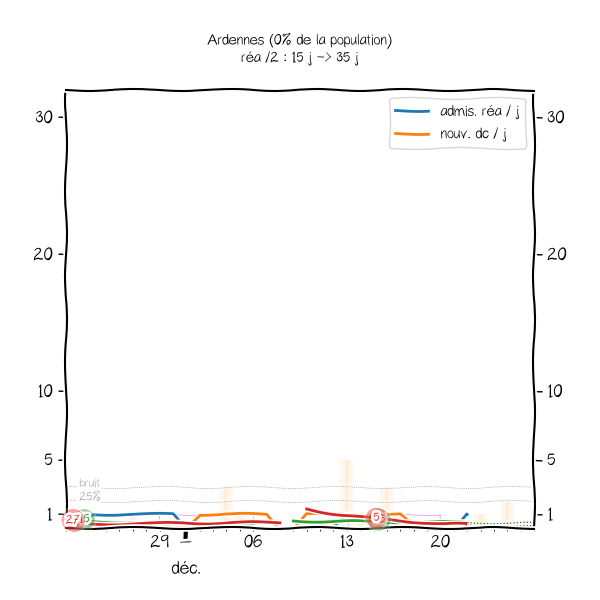 Ardennes (0% de la population)
réa /2 : 15 j -> 35 j
admis. réa / j
nouv. dc / j
30 30
20 20
10 10
5 5
bruit
25%
1 1
27 5 5
29 1 06 13 20
déc.